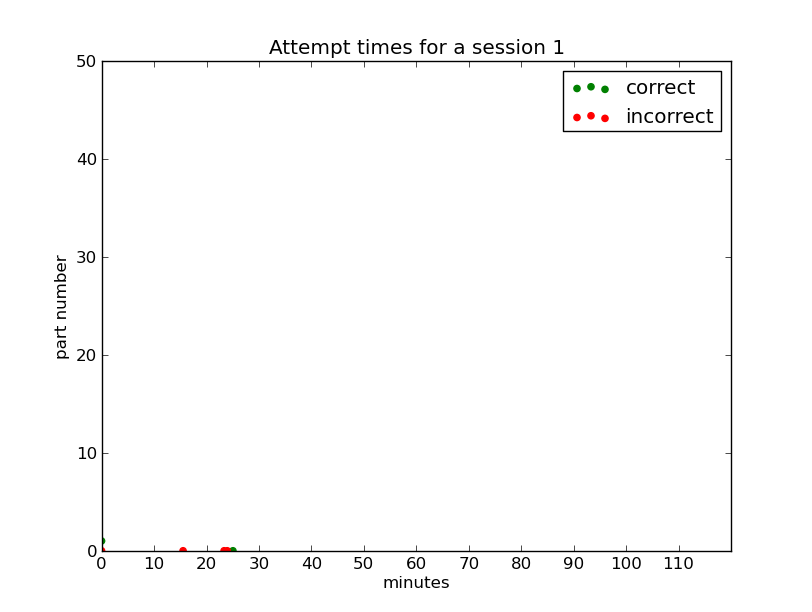 Attempt times for a session 1
correct
incorrect
50
40
30
20
10
0
part number
0 10 20 30 40 50 60 70 80 90 100 110
minutes